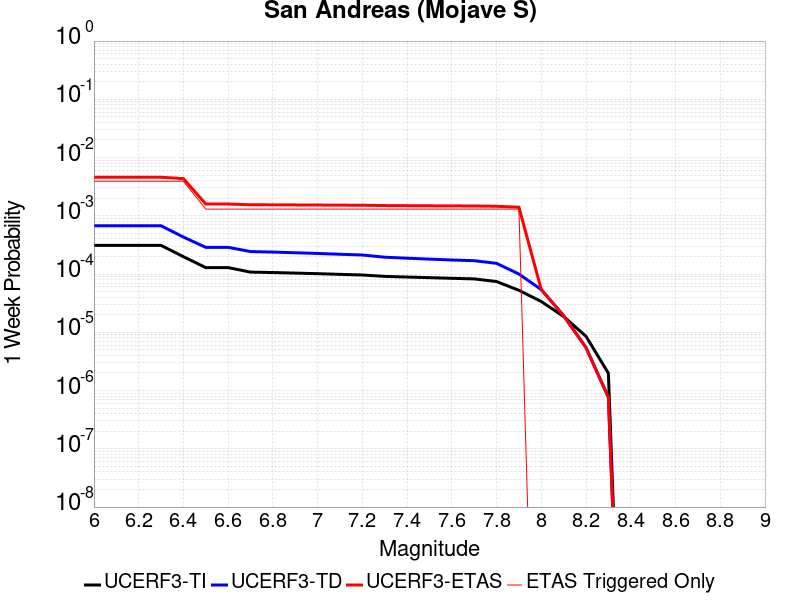 San Andreas (Mojave S)
10^0
10^-1
10^-2
10^-3
10^-4
10^-5
10^-6
10^-7
10^-8
1 Week Probability
6 6.2 6.4 6.6 6.8 7 7.2 7.4 7.6 7.8 8 8.2 8.4 8.6 8.8 9
Magnitude
UCERF3-TI UCERF3-TD UCERF3-ETAS ETAS Triggered Only